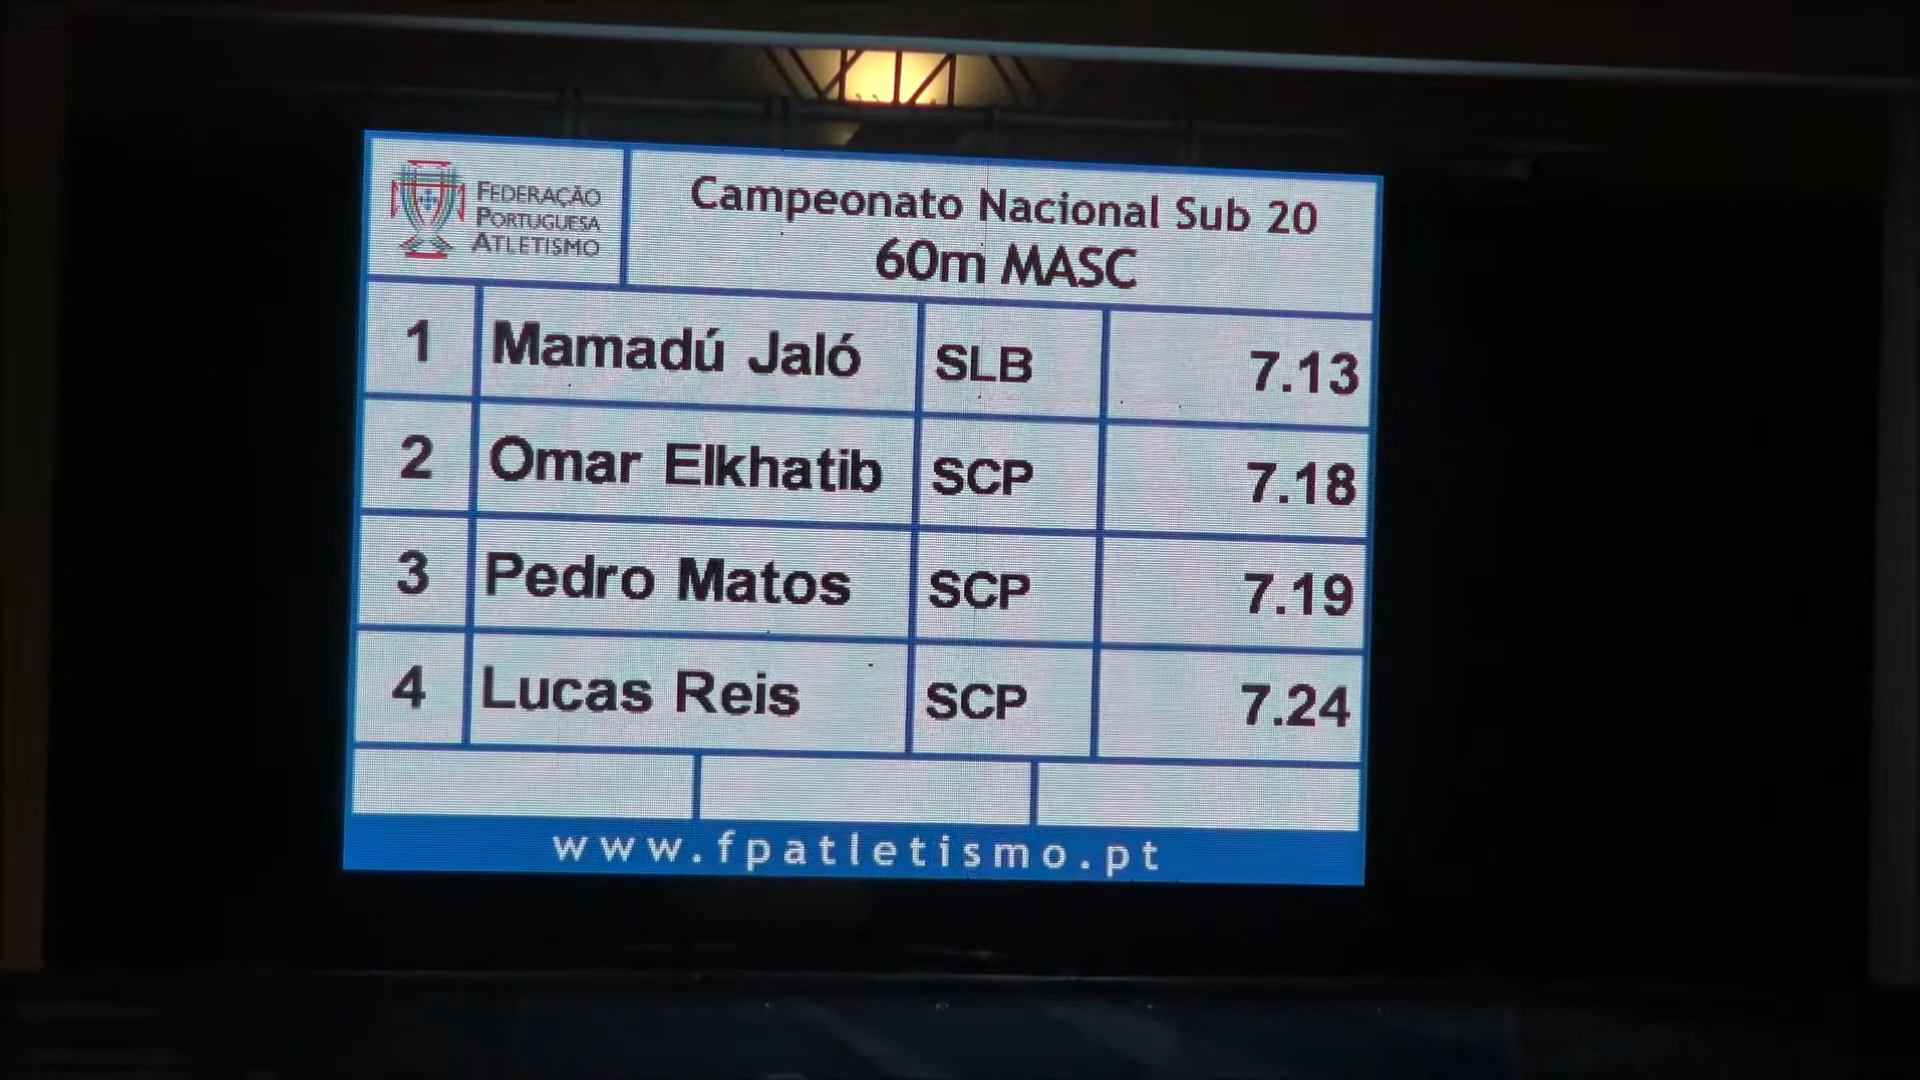 FEDERAÇÃO
PORTUGUESA
ATLETISMO
Campeonato Nacional Sub 20
60m MASC
1 Mamadú Jaló SLB 7.13
2 Omar Elkhatib SCP 7.18
3 Pedro Matos SCP 7.19
4 Lucas Reis SCP 7.24
www.fpatletismo.pt